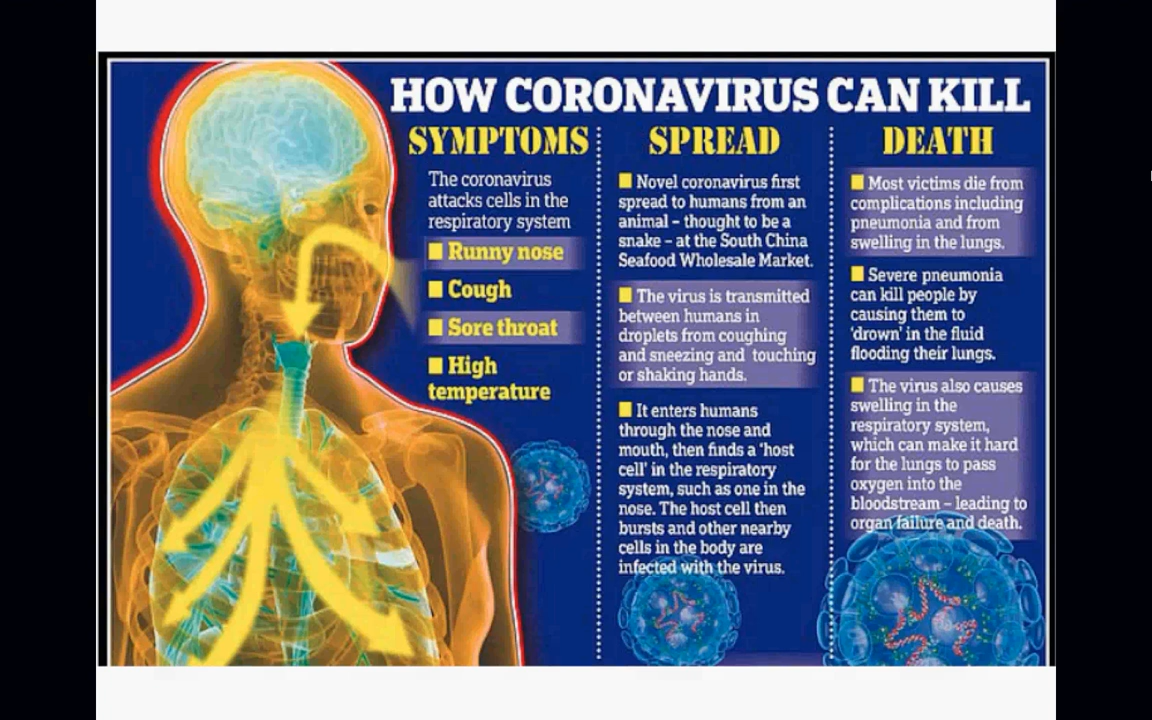 HOW CORONAVIRUS CAN KILL
SYMPTOMS
The coronavirus
attacks cells in the
respiratory system
Runny nose
Cough
Sore throat
High
temperature
SPREAD
Novel coronavirus first
spread to humans from an
animal – thought to be a
snake – at the South China
Seafood Wholesale Market.
The virus is transmitted
between humans in
droplets from coughing
and sneezing and touching
or shaking hands.
It enters humans
through the nose and
mouth, then finds a ‘host
cell’ in the respiratory
system, such as one in the
nose. The host cell then
bursts and other nearby
cells in the body are
infected with the virus.
DEATH
Most victims die from
complications including
pneumonia and from
swelling in the lungs.
Severe pneumonia
can kill people by
causing them to
‘drown’ in the fluid
flooding their lungs.
The virus also causes
swelling in the
respiratory system,
which can make it hard
for the lungs to pass
oxygen into the
bloodstream – leading to
organ failure and death.